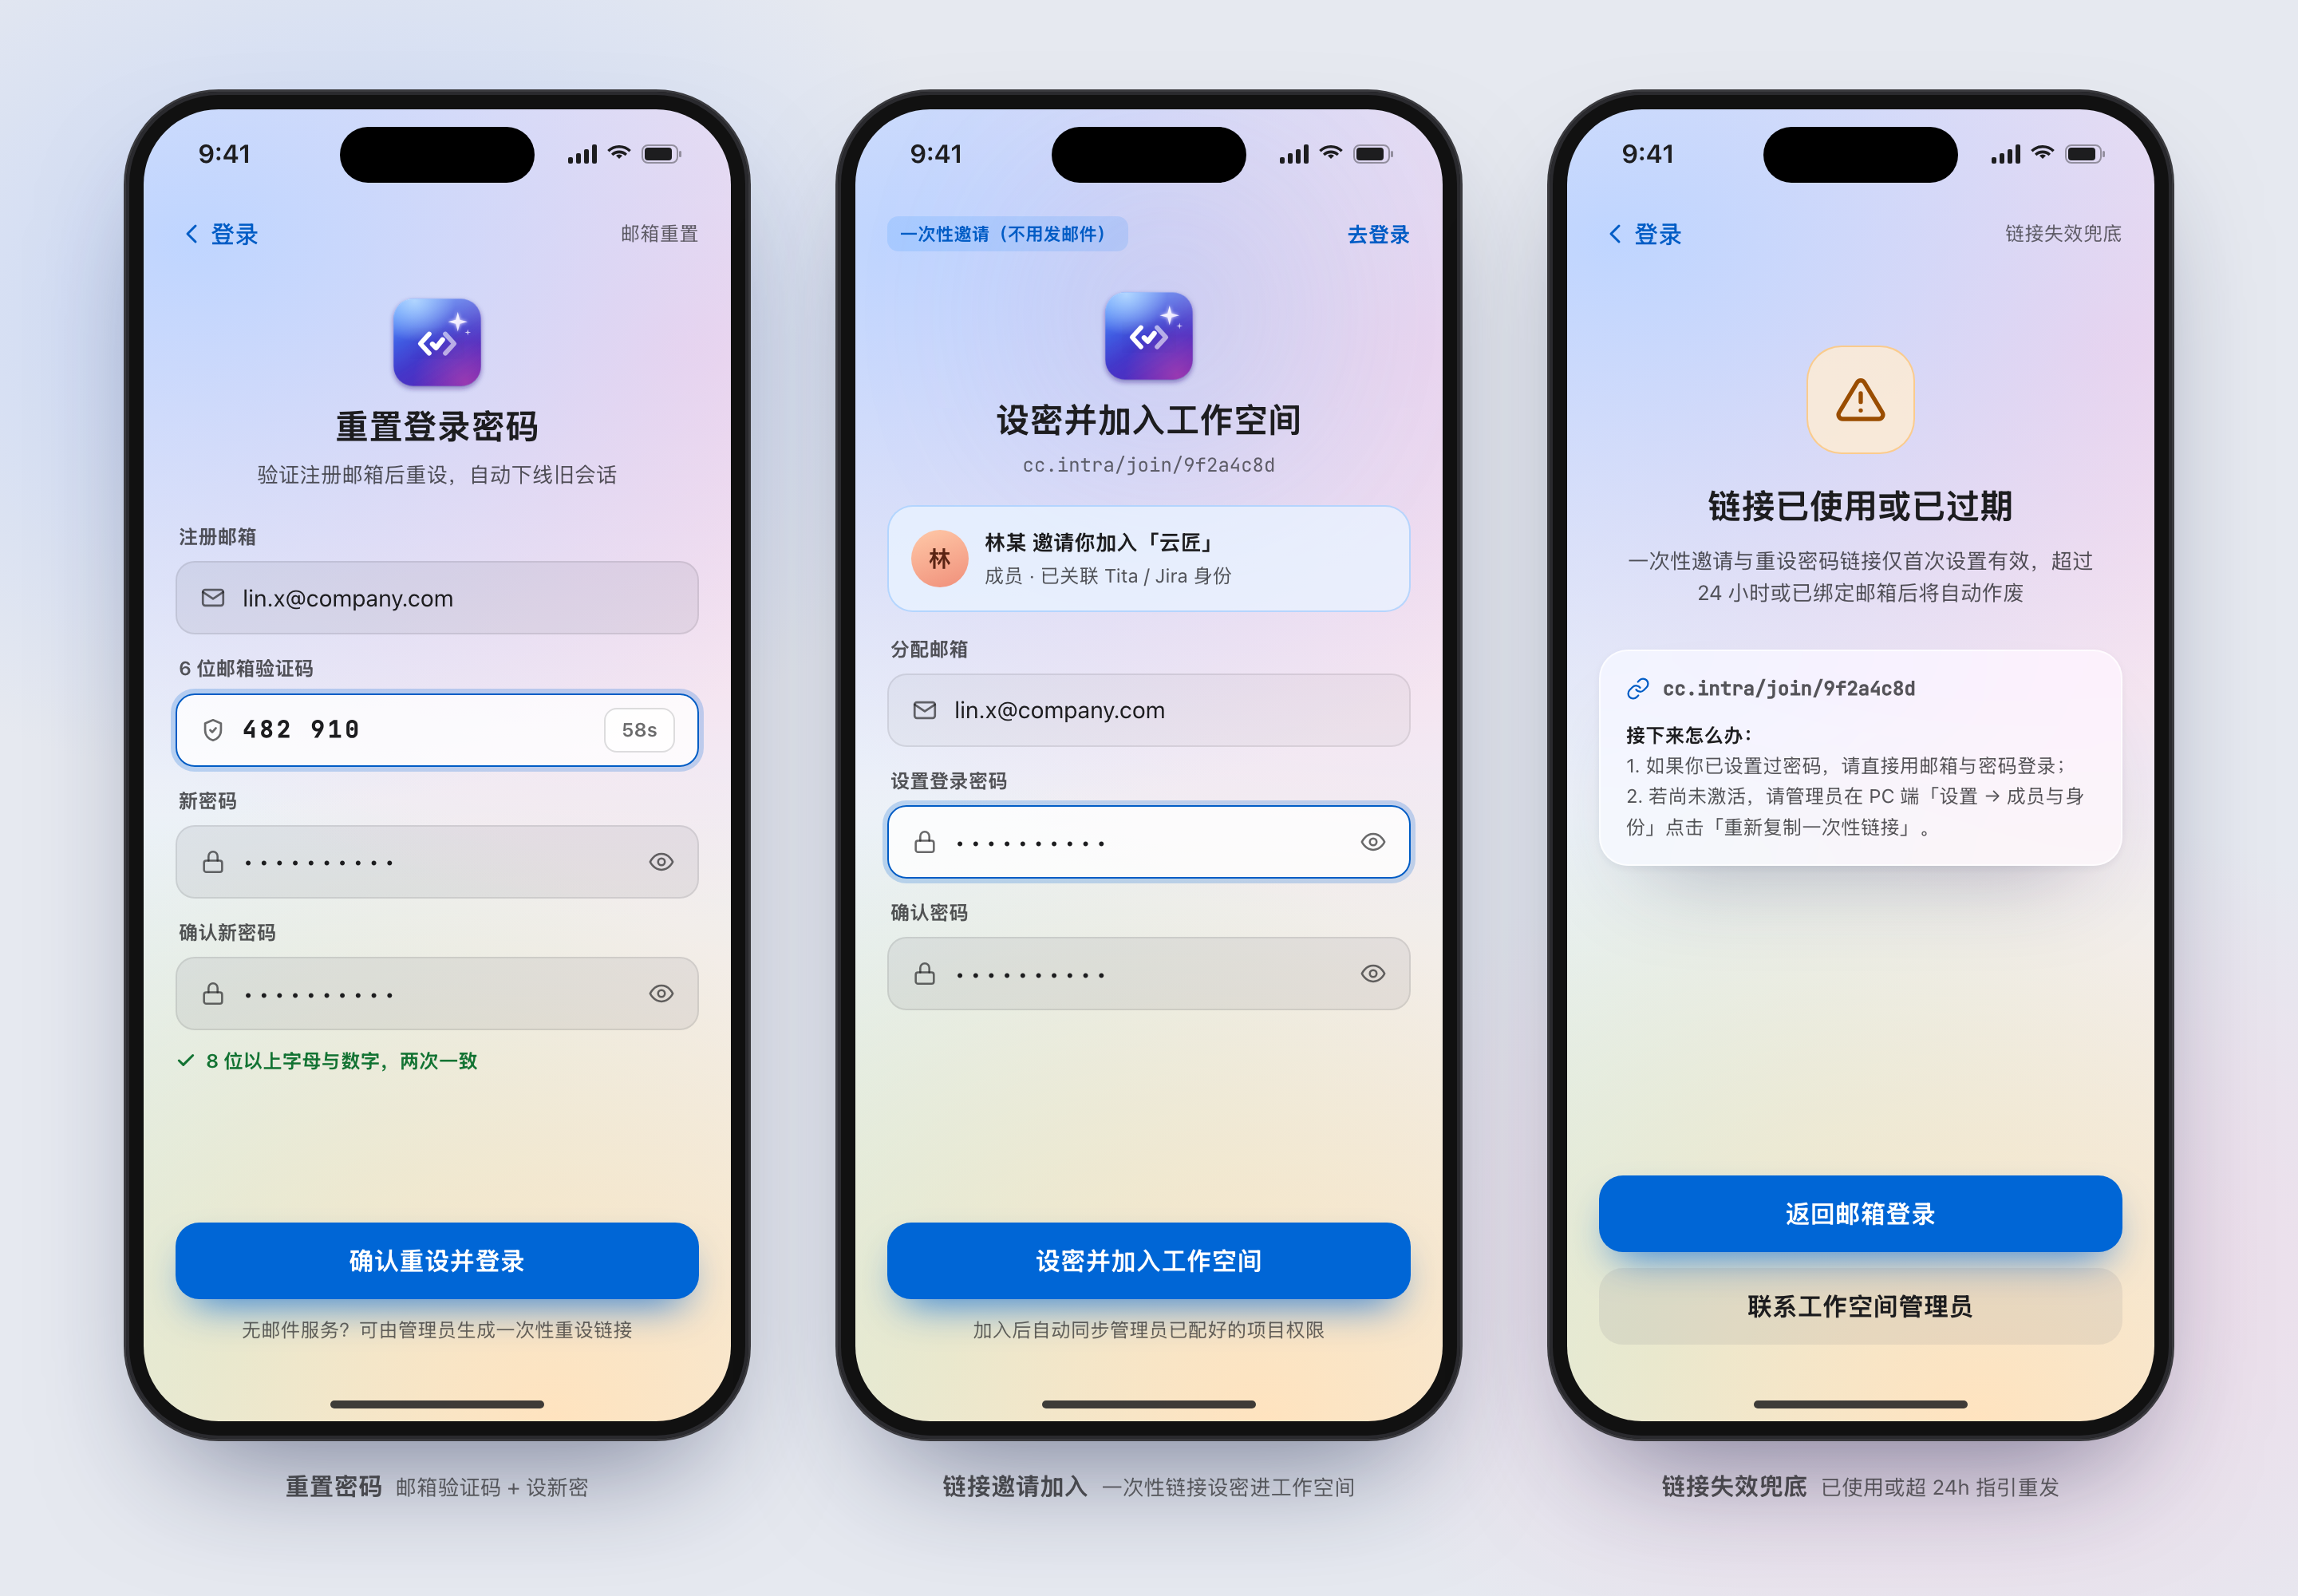 9:41
登录
邮箱重置
重置登录密码
验证注册邮箱后重设，自动下线旧会话
注册邮箱
lin.x@company.com
6 位邮箱验证码
482 910
58s
新密码
••••••••••
确认新密码
••••••••••
8 位以上字母与数字，两次一致
确认重设并登录
无邮件服务？可由管理员生成一次性重设链接
重置密码 邮箱验证码 + 设新密
9:41
一次性邀请（不用发邮件）
去登录
设密并加入工作空间
cc.intra/join/9f2a4c8d
林
林某 邀请你加入「云匠」
成员 · 已关联 Tita / Jira 身份
分配邮箱
lin.x@company.com
设置登录密码
••••••••••
确认密码
••••••••••
设密并加入工作空间
加入后自动同步管理员已配好的项目权限
链接邀请加入 一次性链接设密进工作空间
9:41
登录
链接失效兜底
链接已使用或已过期
一次性邀请与重设密码链接仅首次设置有效，超过
24 小时或已绑定邮箱后将自动作废
cc.intra/join/9f2a4c8d
接下来怎么办：
1. 如果你已设置过密码，请直接用邮箱与密码登录；
2. 若尚未激活，请管理员在 PC 端「设置 → 成员与身
份」点击「重新复制一次性链接」。
返回邮箱登录
联系工作空间管理员
链接失效兜底 已使用或超 24h 指引重发